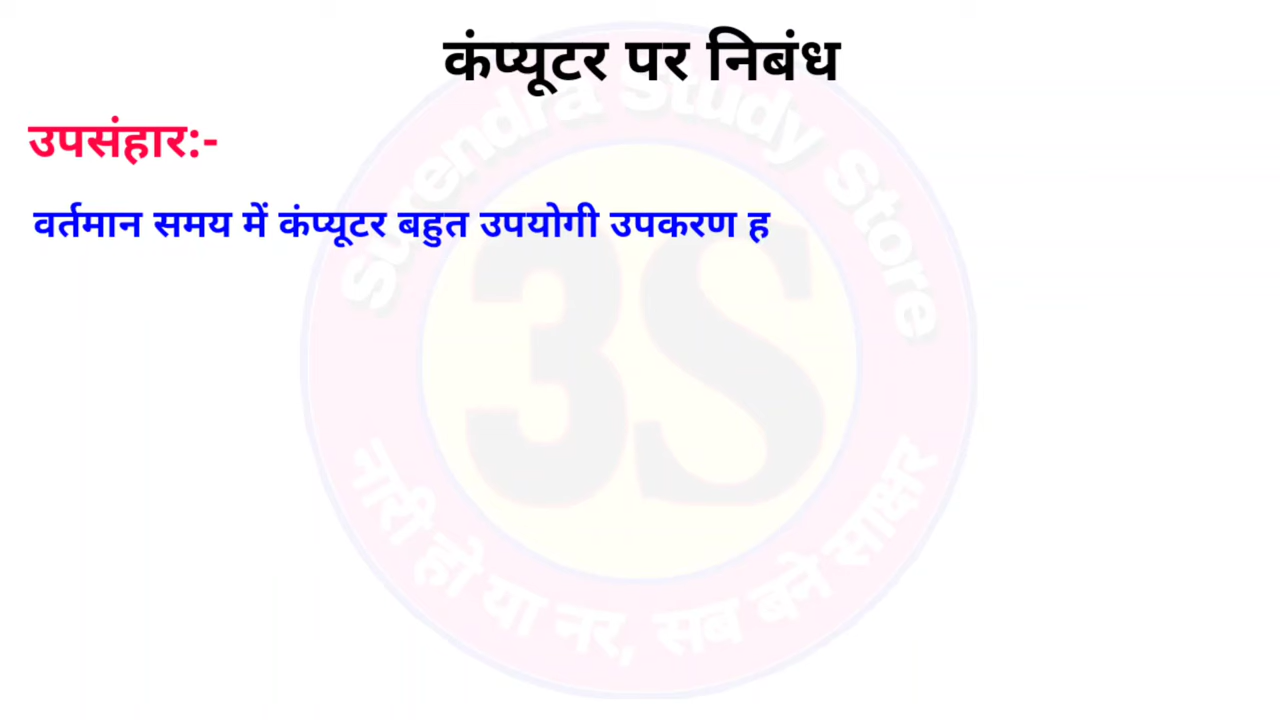 कंप्यूटर पर निबंध
उपसंहार:-
वर्तमान समय में कंप्यूटर बहुत उपयोगी उपकरण ह
Surendra Study Store
3S
नारी हो या नर, सब बने साक्षर